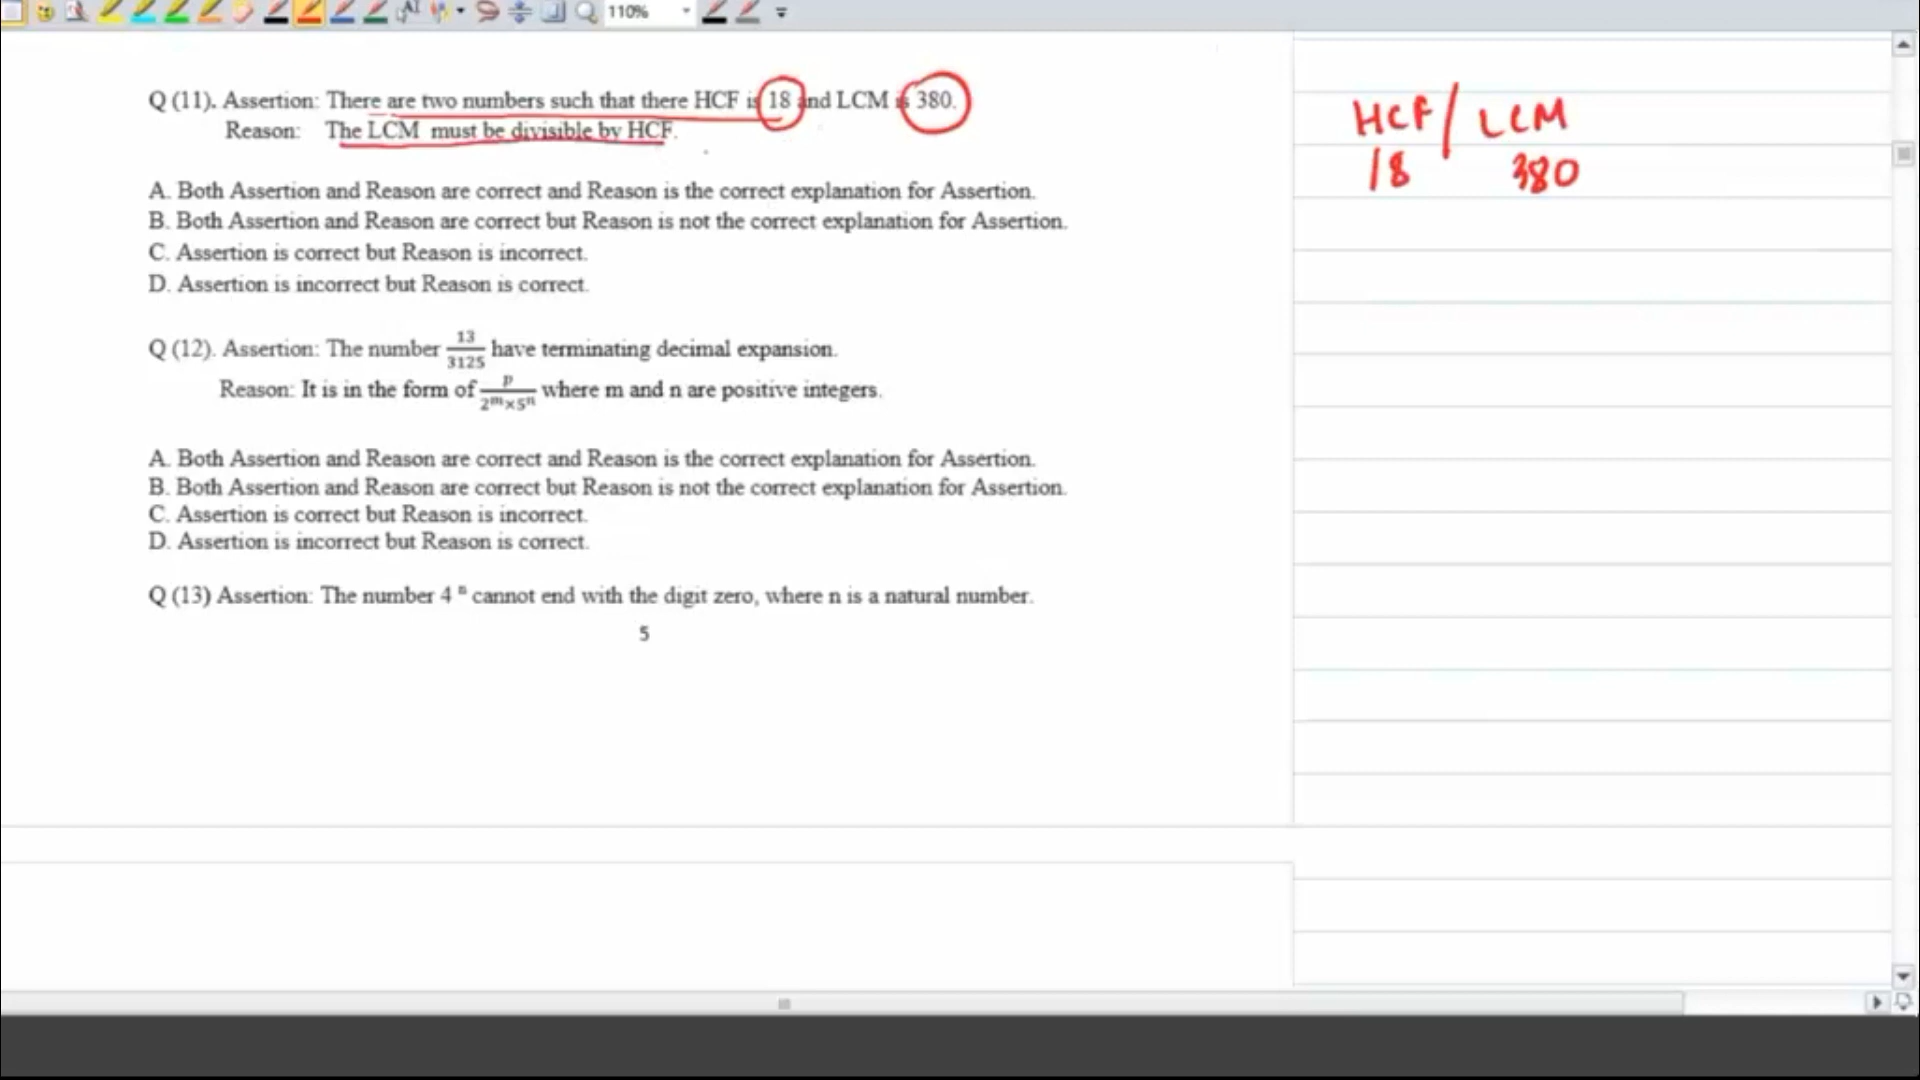 110%
Q (11). Assertion: There are two numbers such that there HCF is 18 and LCM is 380.
Reason: The LCM must be divisible by HCF.
HCF / LCM
18 380
A. Both Assertion and Reason are correct and Reason is the correct explanation for Assertion.
B. Both Assertion and Reason are correct but Reason is not the correct explanation for Assertion.
C. Assertion is correct but Reason is incorrect.
D. Assertion is incorrect but Reason is correct.
Q (12). Assertion: The number 13/3125 have terminating decimal expansion.
Reason: It is in the form of p/2^m×5^n where m and n are positive integers.
A. Both Assertion and Reason are correct and Reason is the correct explanation for Assertion.
B. Both Assertion and Reason are correct but Reason is not the correct explanation for Assertion.
C. Assertion is correct but Reason is incorrect.
D. Assertion is incorrect but Reason is correct.
Q (13) Assertion: The number 4 ⁿ cannot end with the digit zero, where n is a natural number.
5